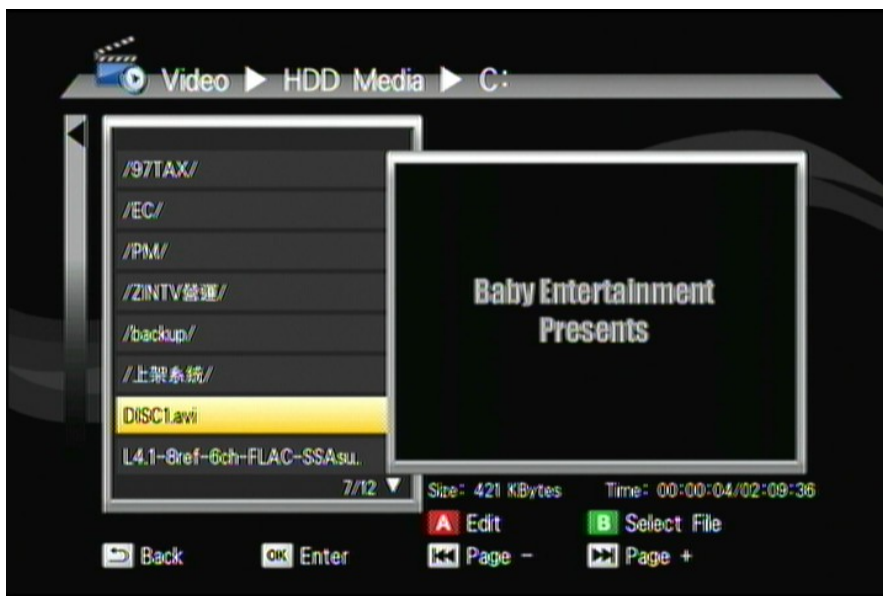 Video ▶ HDD Media ▶ C:
/97TAX/
/EC/
/PM/
/ZINTV營運/
/backup/
/上架系統/
DISC1.avi
L4.1-8ref-6ch-FLAC-SSAsu..
7/12 ▼
Baby Entertainment
Presents
Size: 421 KBytes Time: 00:00:04/02:09:36
A Edit B Select File
Back OK Enter Page - Page +